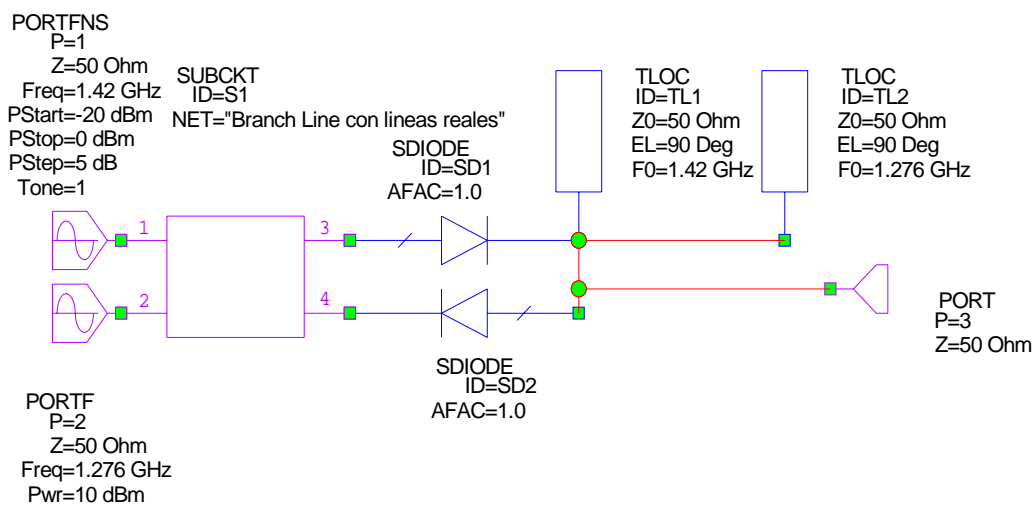 PORTFNS
P=1
Z=50 Ohm
Freq=1.42 GHz
PStart=-20 dBm
PStop=0 dBm
PStep=5 dB
Tone=1
SUBCKT
ID=S1
NET="Branch Line con lineas reales"
SDIODE
ID=SD1
AFAC=1.0
TLOC
ID=TL1
Z0=50 Ohm
EL=90 Deg
F0=1.42 GHz
TLOC
ID=TL2
Z0=50 Ohm
EL=90 Deg
F0=1.276 GHz
1
3
2
4
PORT
P=3
Z=50 Ohm
SDIODE
ID=SD2
AFAC=1.0
PORTF
P=2
Z=50 Ohm
Freq=1.276 GHz
Pwr=10 dBm